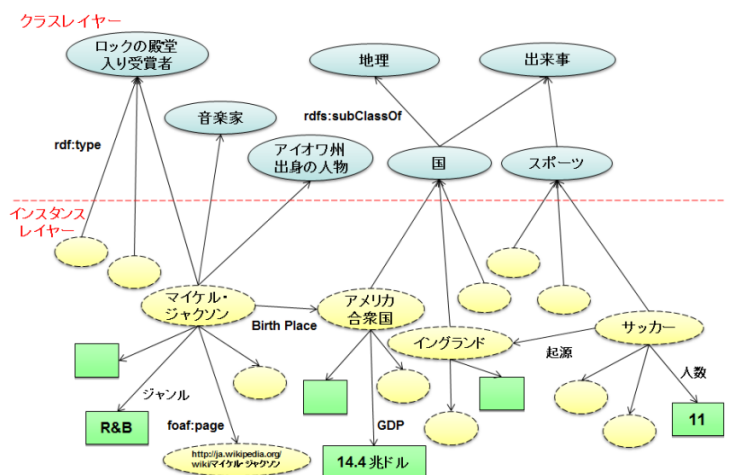 クラスレイヤー
ロックの殿堂
入り受賞者
地理
出来事
音楽家
rdfs:subClassOf
rdf:type
アイオワ州
出身の人物
国
スポーツ
インスタンス
レイヤー
マイケル・
ジャクソン
アメリカ
合衆国
Birth Place
イングランド
サッカー
起源
人数
ジャンル
R&B
foaf:page
GDP
11
http://ja.wikipedia.org/
wiki/マイケル・ジャクソン
14.4 兆ドル